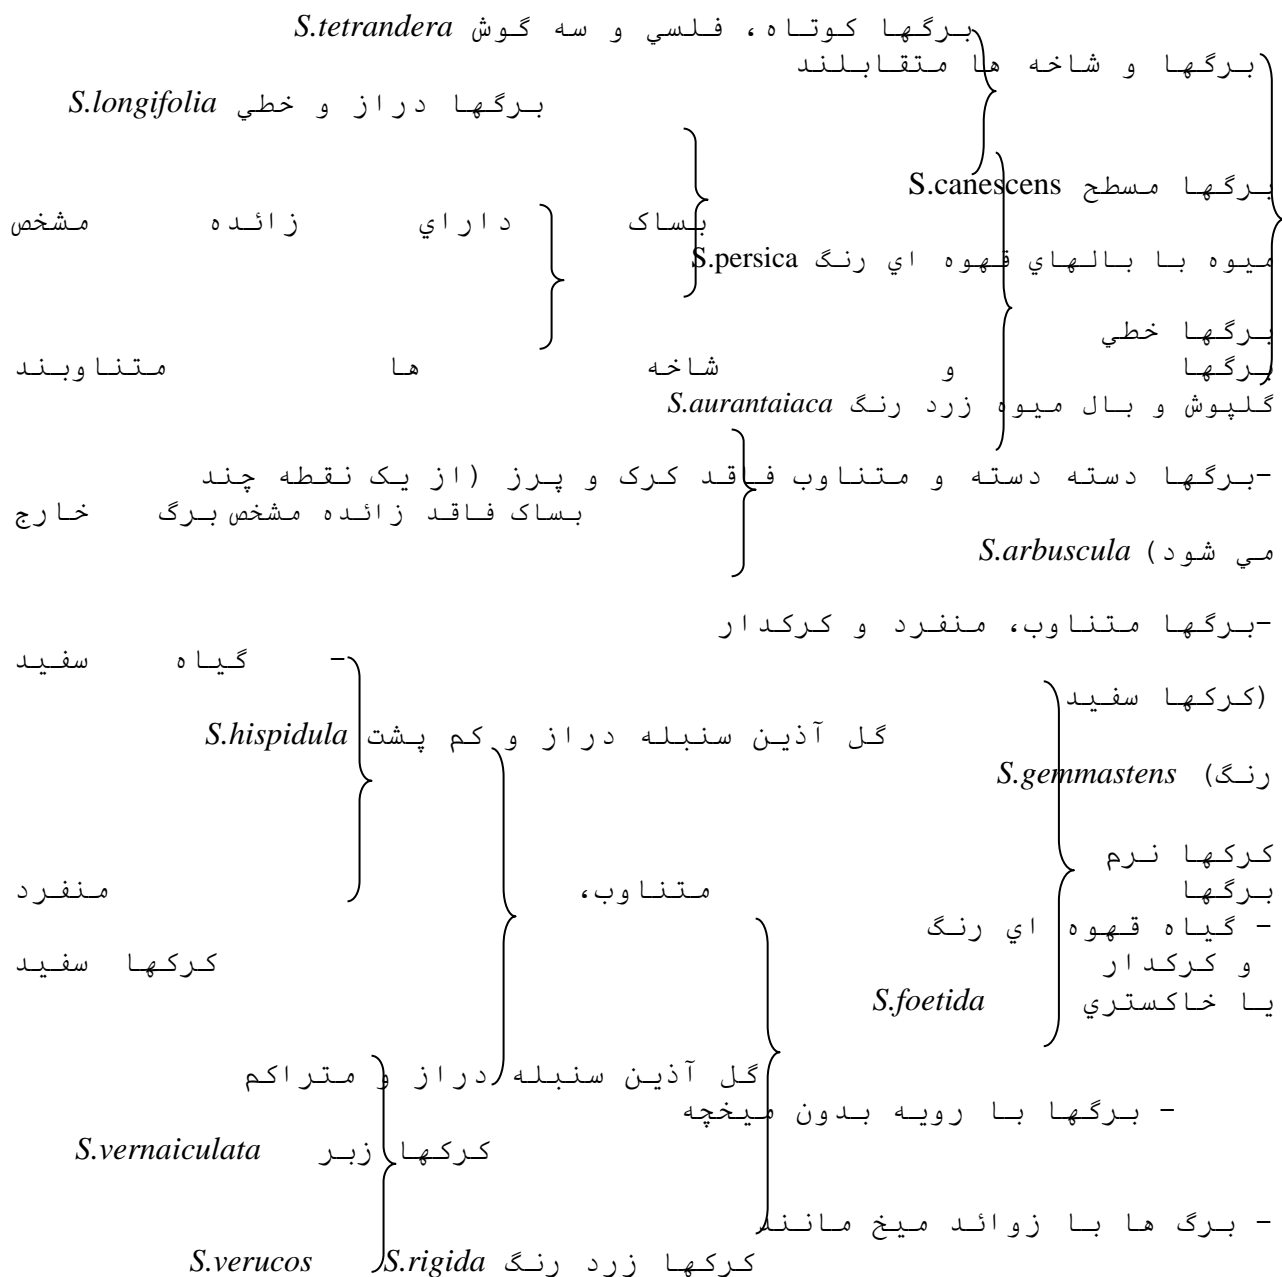 برگها کوتاه، فلسي و سه گوش S.tetrandera
برگها و شاخه ها متقابلند
برگها دراز و خطي S.longifolia
برگها مسطح S.canescens
بساک داراي زائده مشخص
ميوه با بالهاي قهوه اي رنگ S.persica
برگها خطي
برگها و شاخه ها متناوبند
گلپوش و بال ميوه زرد رنگ S.aurantaiaca
-برگها دسته دسته و متناوب فاقد کرک و پرز (از يک نقطه چند
بساک فاقد زائده مشخص برگ خارج
مي شود) S.arbuscula
-برگها متناوب، منفرد و کرکدار
- گياه سفيد
(کرکها سفيد
گل آذين سنبله دراز و کم پشت S.hispidula
رنگ) S.gemmastens
کرکها نرم
برگها متناوب، منفرد
- گياه قهوه اي رنگ
و کرکدار کرکها سفيد
يا خاکستري S.foetida
گل آذين سنبله دراز و متراکم
- برگها با رويه بدون ميخچه
کرکها زبر S.vernaiculata
- برگ ها با زوائد ميخ مانند
کرکها زرد رنگ S.rigida S.verucos